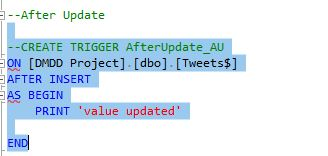 --After Update
--CREATE TRIGGER AfterUpdate_AU
ON [DMDD Project].[dbo].[Tweets$]
AFTER INSERT
AS BEGIN
PRINT 'value updated'
END